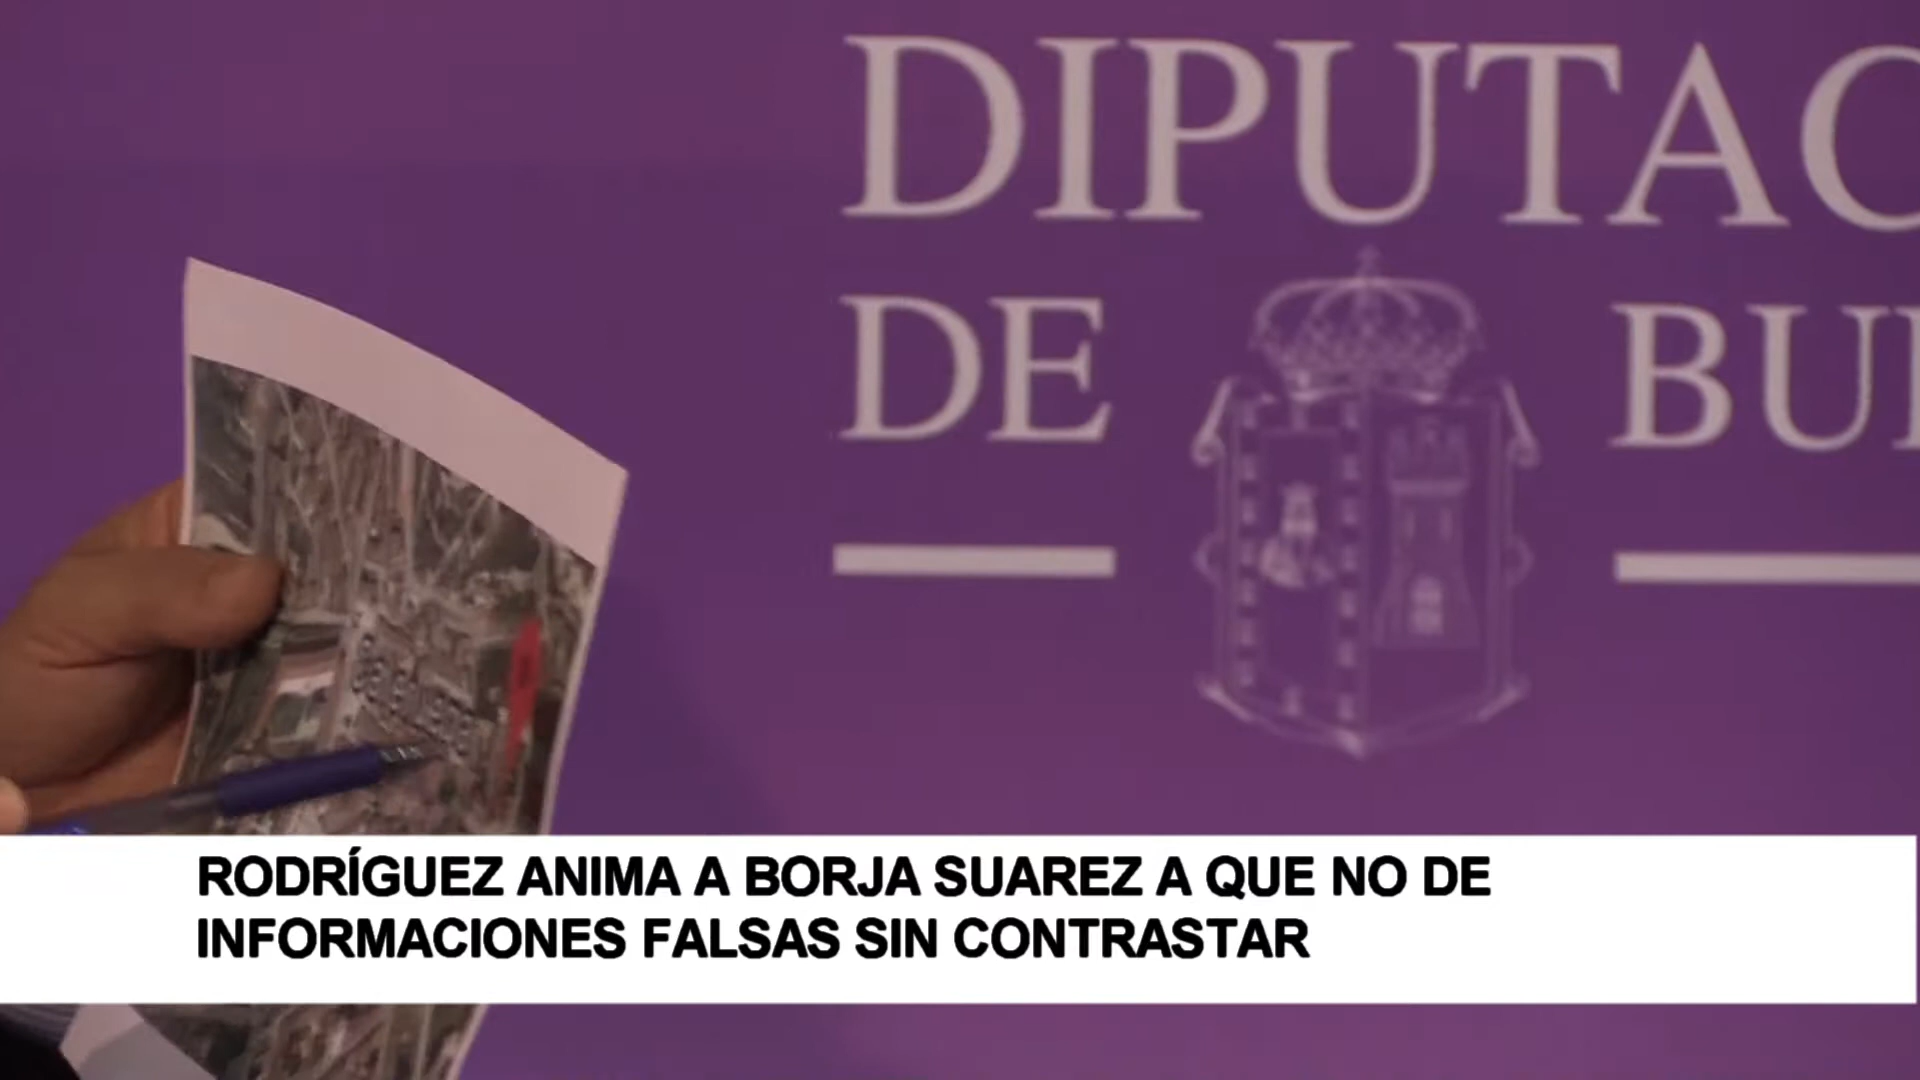 DIPUTAC
DE BU
RODRÍGUEZ ANIMA A BORJA SUAREZ A QUE NO DE
INFORMACIONES FALSAS SIN CONTRASTAR